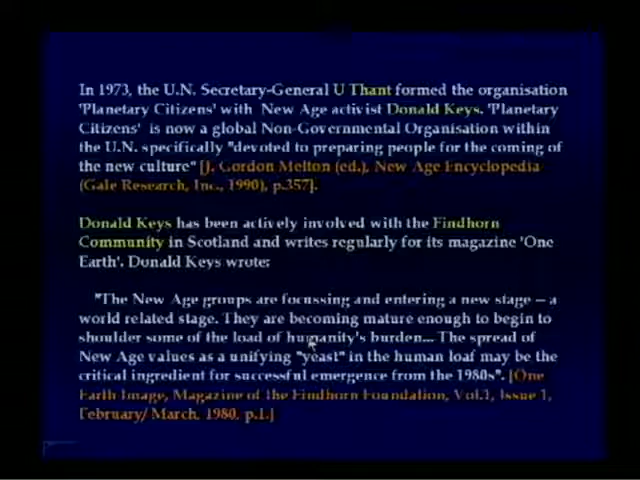 In 1973, the U.N. Secretary-General U Thant formed the organisation
'Planetary Citizens' with New Age activist Donald Keys. 'Planetary
Citizens' is now a global Non-Governmental Organisation within
the U.N. specifically "devoted to preparing people for the coming of
the new culture" [J. Gordon Melton (ed.), New Age Encyclopedia
(Gale Research, Inc., 1990), p.357].
Donald Keys has been actively involved with the Findhorn
Community in Scotland and writes regularly for its magazine 'One
Earth'. Donald Keys wrote:
"The New Age groups are focussing and entering a new stage – a
world related stage. They are becoming mature enough to begin to
shoulder some of the load of humanity's burden... The spread of
New Age values as a unifying "yeast" in the human loaf may be the
critical ingredient for successful emergence from the 1980s". [One
Earth Image, Magazine of the Findhorn Foundation, Vol.1, Issue 1,
February/ March, 1980, p.1.]